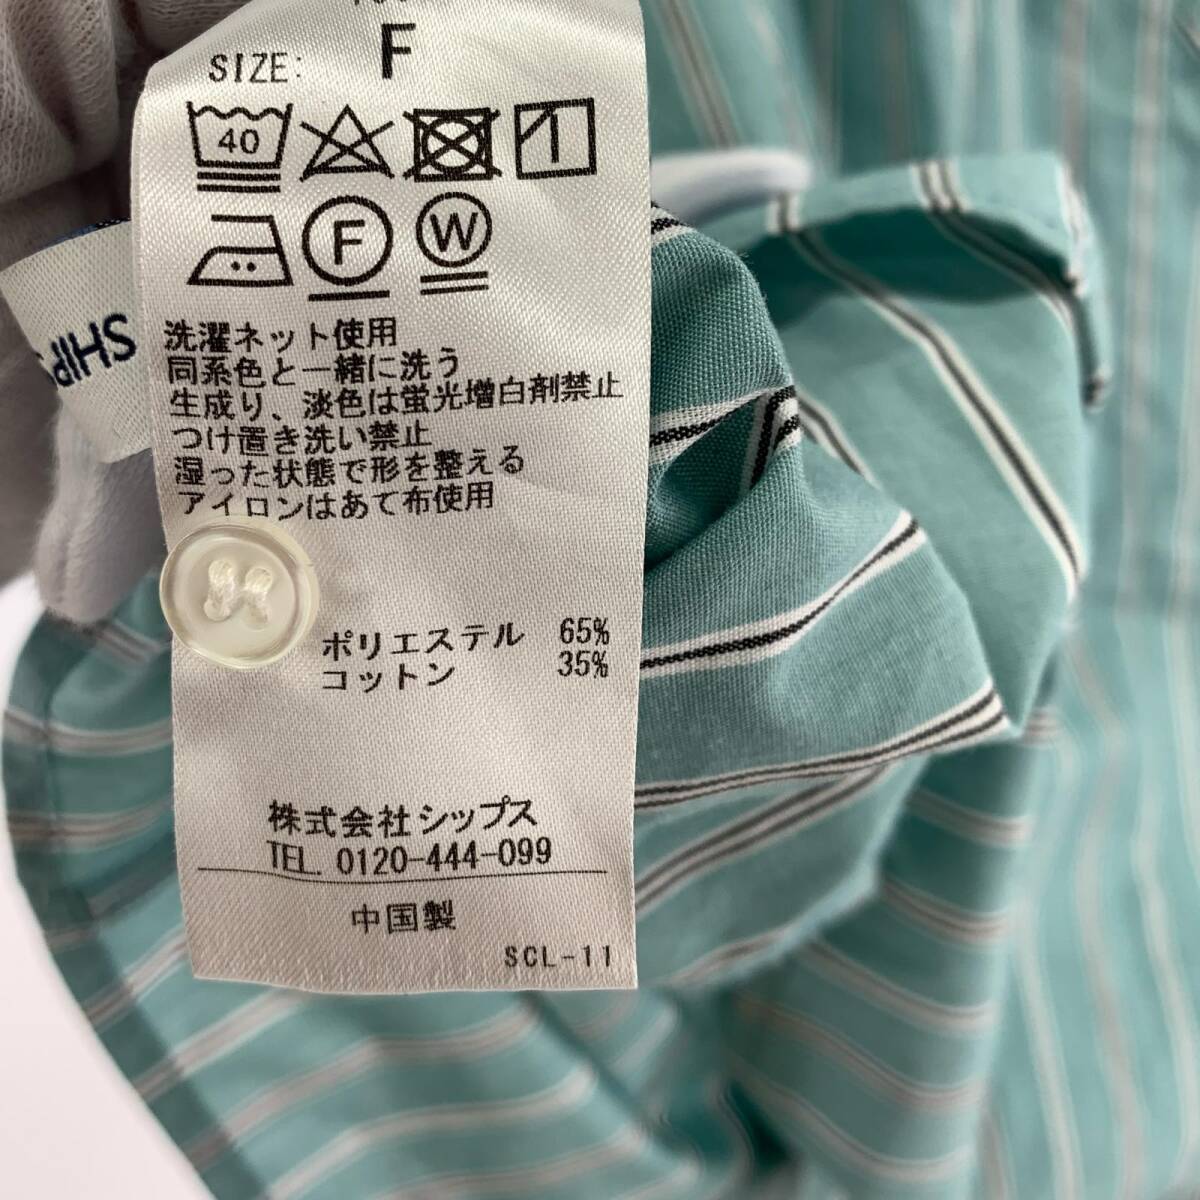 SIZE: F
40
F W
SHIPS
洗濯ネット使用
同系色と一緒に洗う
生成り、淡色は蛍光増白剤禁止
つけ置き洗い禁止
湿った状態で形を整える
アイロンはあて布使用
ポリエステル 65%
コットン 35%
株式会社シップス
TEL. 0120-444-099
中国製
SCL-11